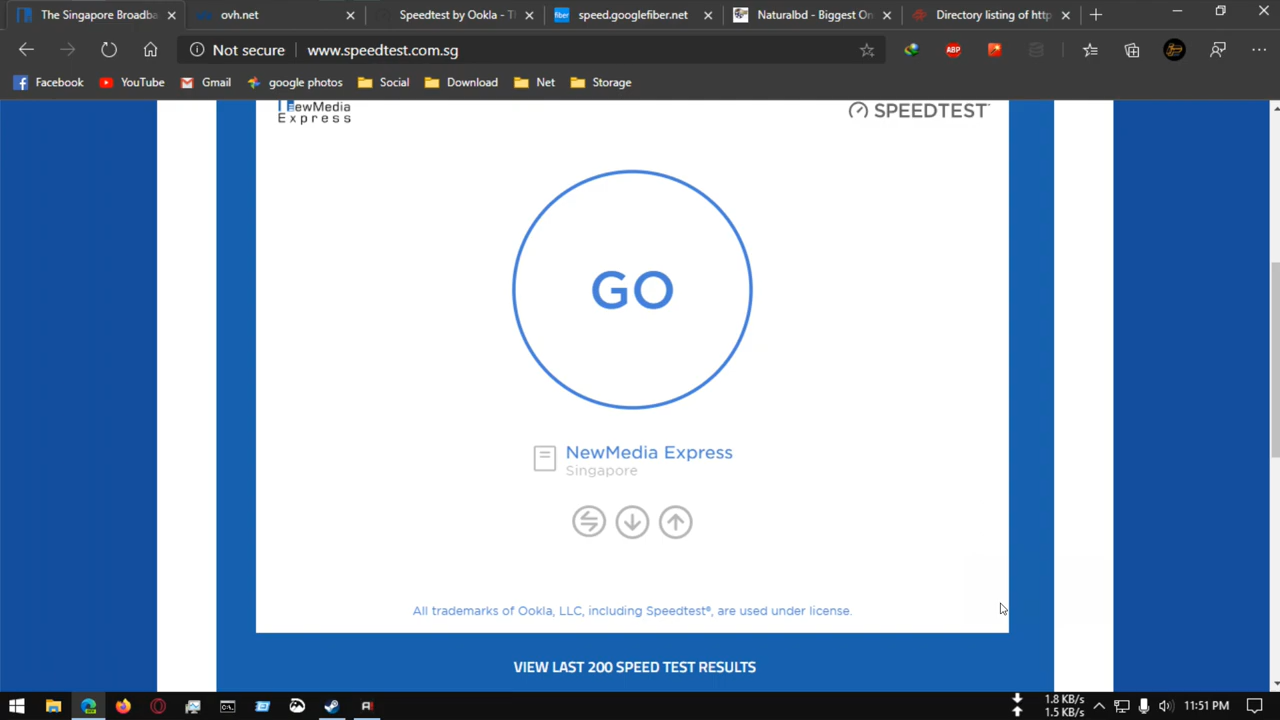 The Singapore Broadba
ovh.net
Speedtest by Ookla - T
speed.googlefiber.net
Naturalbd - Biggest On
Directory listing of http
Not secure
www.speedtest.com.sg
ABP
Facebook
YouTube
Gmail
google photos
Social
Download
Net
Storage
NewMedia
Express
SPEEDTEST
GO
NewMedia Express
Singapore
All trademarks of Ookla, LLC, including Speedtest®, are used under license.
VIEW LAST 200 SPEED TEST RESULTS
1.8 KB/s
1.5 KB/s
11:51 PM